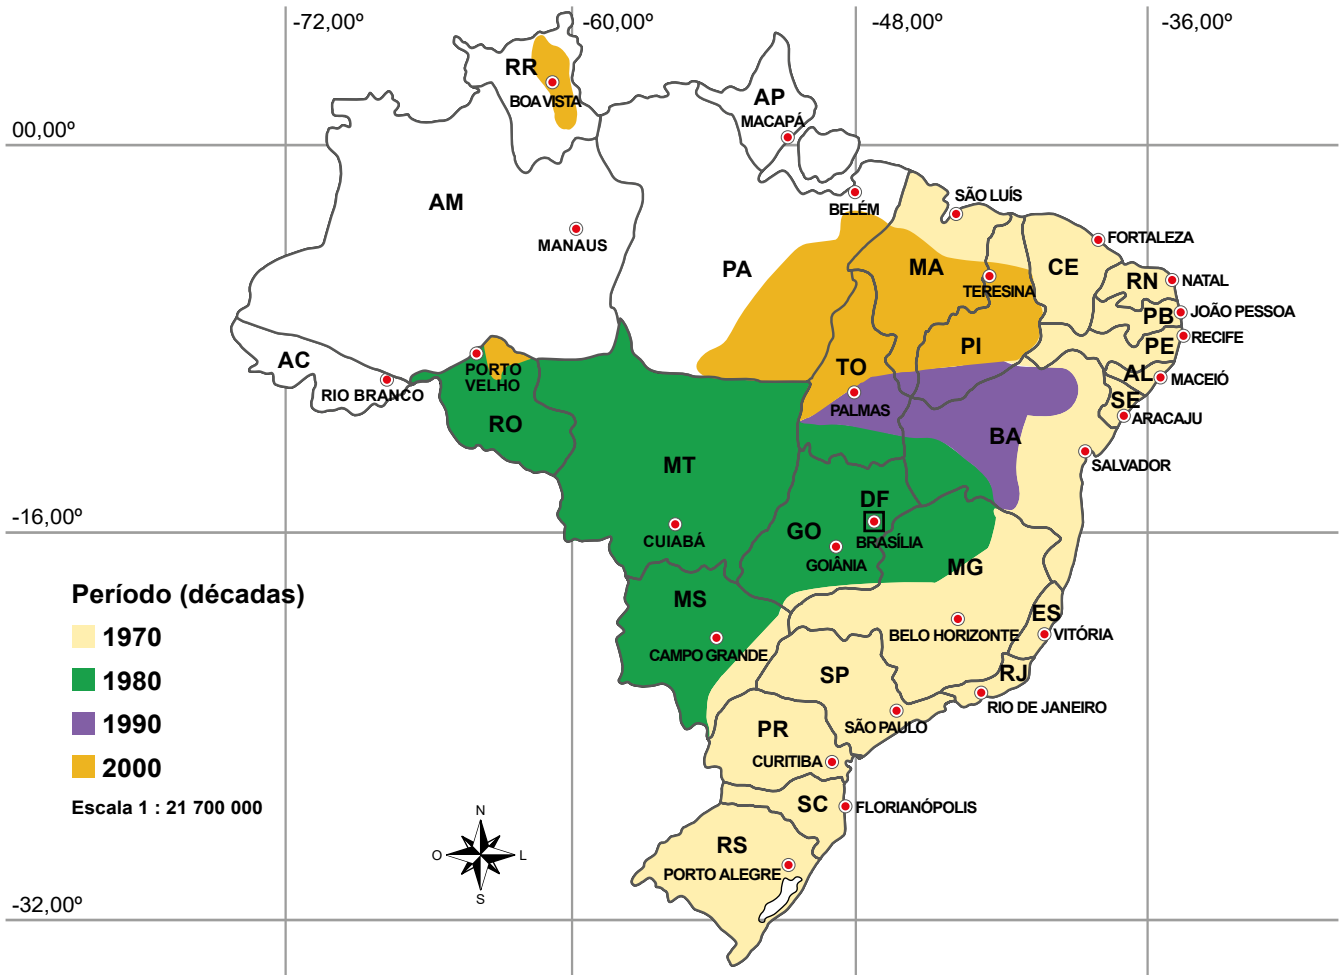 -72,00º
-60,00º
-48,00º
-36,00º
RR
BOA VISTA
AP
MACAPÁ
00,00º
AM
MANAUS
BELÉM
SÃO LUÍS
FORTALEZA
PA
MA
CE
TERESINA
RN
NATAL
PB
JOÃO PESSOA
RECIFE
PE
PI
AC
RIO BRANCO
PORTO
VELHO
TO
PALMAS
AL
MACEIÓ
SE
ARACAJU
RO
BA
MT
SALVADOR
DF
-16,00º
CUIABÁ
GO
BRASÍLIA
GOIÂNIA
MG
MS
CAMPO GRANDE
BELO HORIZONTE
ES
VITÓRIA
SP
RJ
RIO DE JANEIRO
SÃO PAULO
PR
CURITIBA
SC
FLORIANÓPOLIS
RS
PORTO ALEGRE
-32,00º
Período (décadas)
1970
1980
1990
2000
Escala 1 : 21 700 000
N
O
L
S